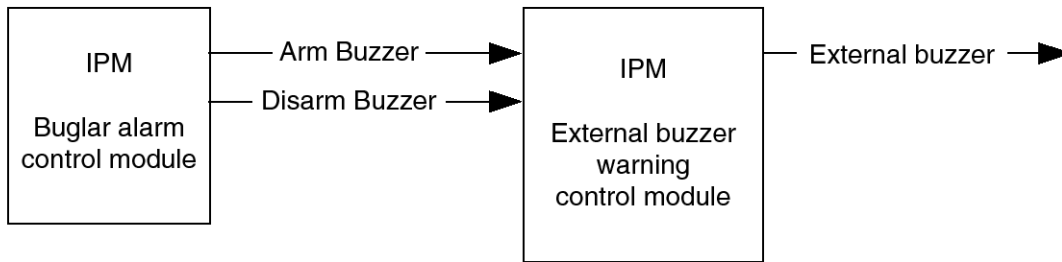 IPM
Buglar alarm
control module
Arm Buzzer
Disarm Buzzer
IPM
External buzzer
warning
control module
External buzzer